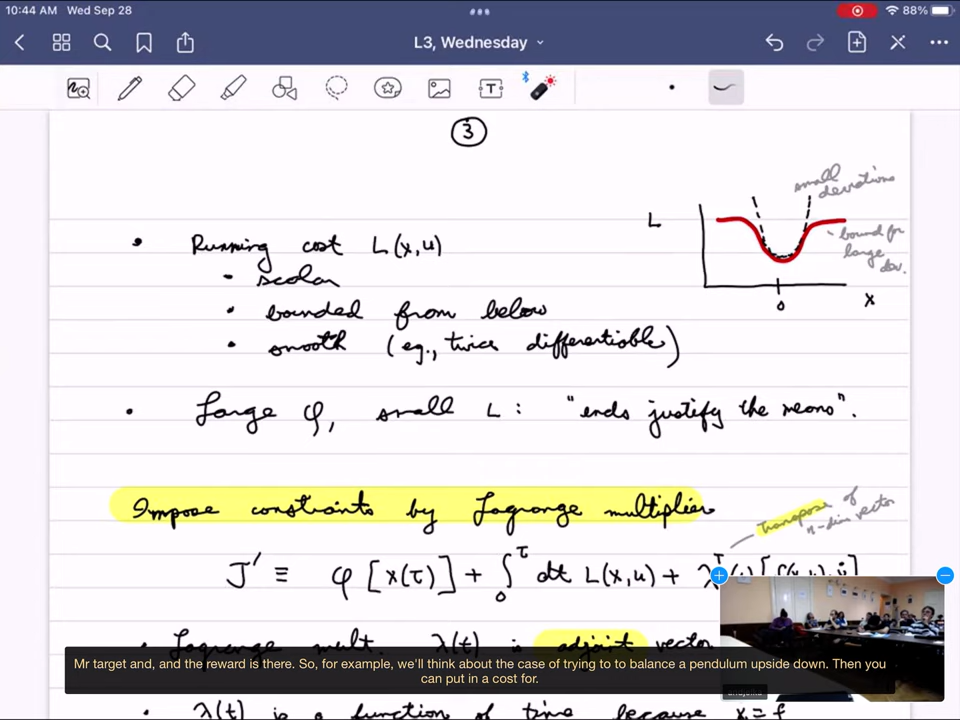 10:44 AM Wed Sep 28
88%
L3, Wednesday
T
3
small
deviations
L
bound for
large
dev.
0
x
• Running cost L(x,u)
• scalar
• bounded from below
• smooth (eg., twice differentiable)
• Large φ, small L: "ends justify the means".
Impose constraints by Lagrange multiplier
transpose of
n-dim vector
J' ≡ φ[x(τ)] + ∫₀^τ dt L(x,u) + λᵀ
• Lagrange mult. λ(t) is adjoint vector
Mr target and, and the reward is there. So, for example, we'll think about the case of trying to to balance a pendulum upside down. Then you
can put in a cost for.
• λ(t) is a function of time because